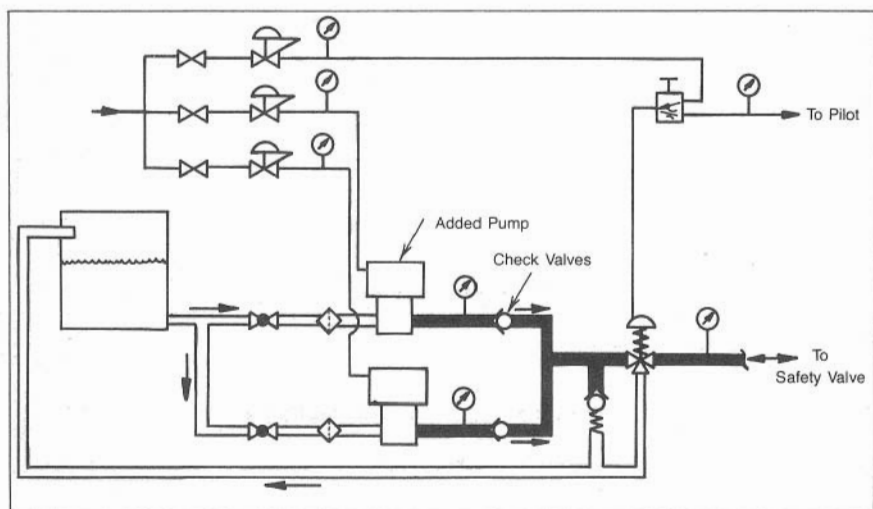 To Pilot
Added Pump
Check Valves
To
Safety Valve